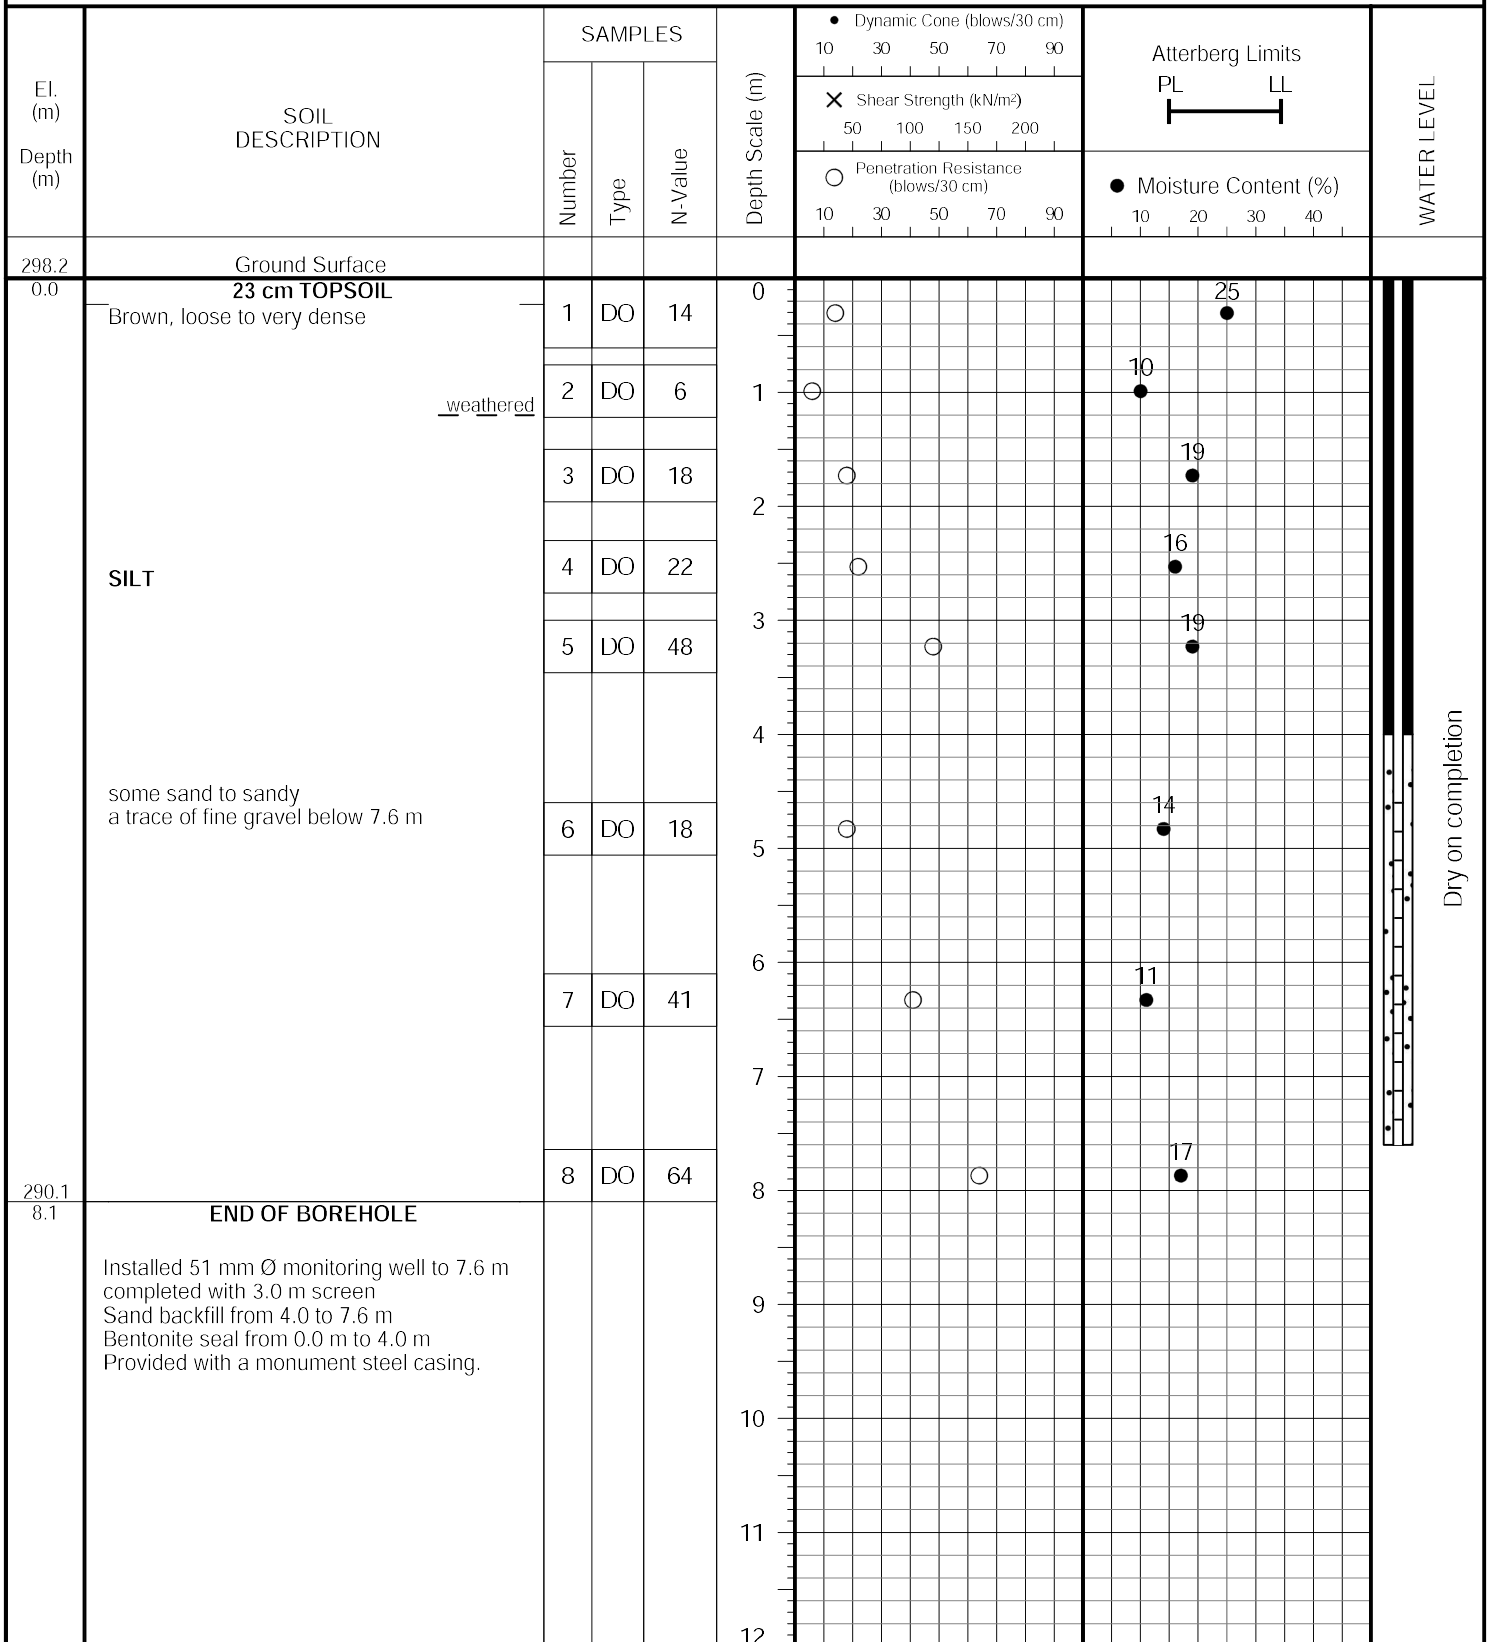 El.
(m)
Depth
(m)
SOIL
DESCRIPTION
SAMPLES
Number
Type
N-Value
Depth Scale (m)
Dynamic Cone (blows/30 cm)
10 30 50 70 90
Shear Strength (kN/m²)
50 100 150 200
Penetration Resistance
(blows/30 cm)
10 30 50 70 90
Atterberg Limits
PL LL
Moisture Content (%)
10 20 30 40
WATER LEVEL
298.2 Ground Surface
0.0 23 cm TOPSOIL 0 25
Brown, loose to very dense 1 DO 14
10
2 DO 6 1
weathered
19
3 DO 18
2
16
4 DO 22
SILT
3 19
5 DO 48
4
some sand to sandy
a trace of fine gravel below 7.6 m
14
6 DO 18
5
Dry on completion
6
11
7 DO 41
7
17
8 DO 64
290.1 8
8.1 END OF BOREHOLE
Installed 51 mm Ø monitoring well to 7.6 m
completed with 3.0 m screen
9
Sand backfill from 4.0 to 7.6 m
Bentonite seal from 0.0 m to 4.0 m
Provided with a monument steel casing.
10
11
12